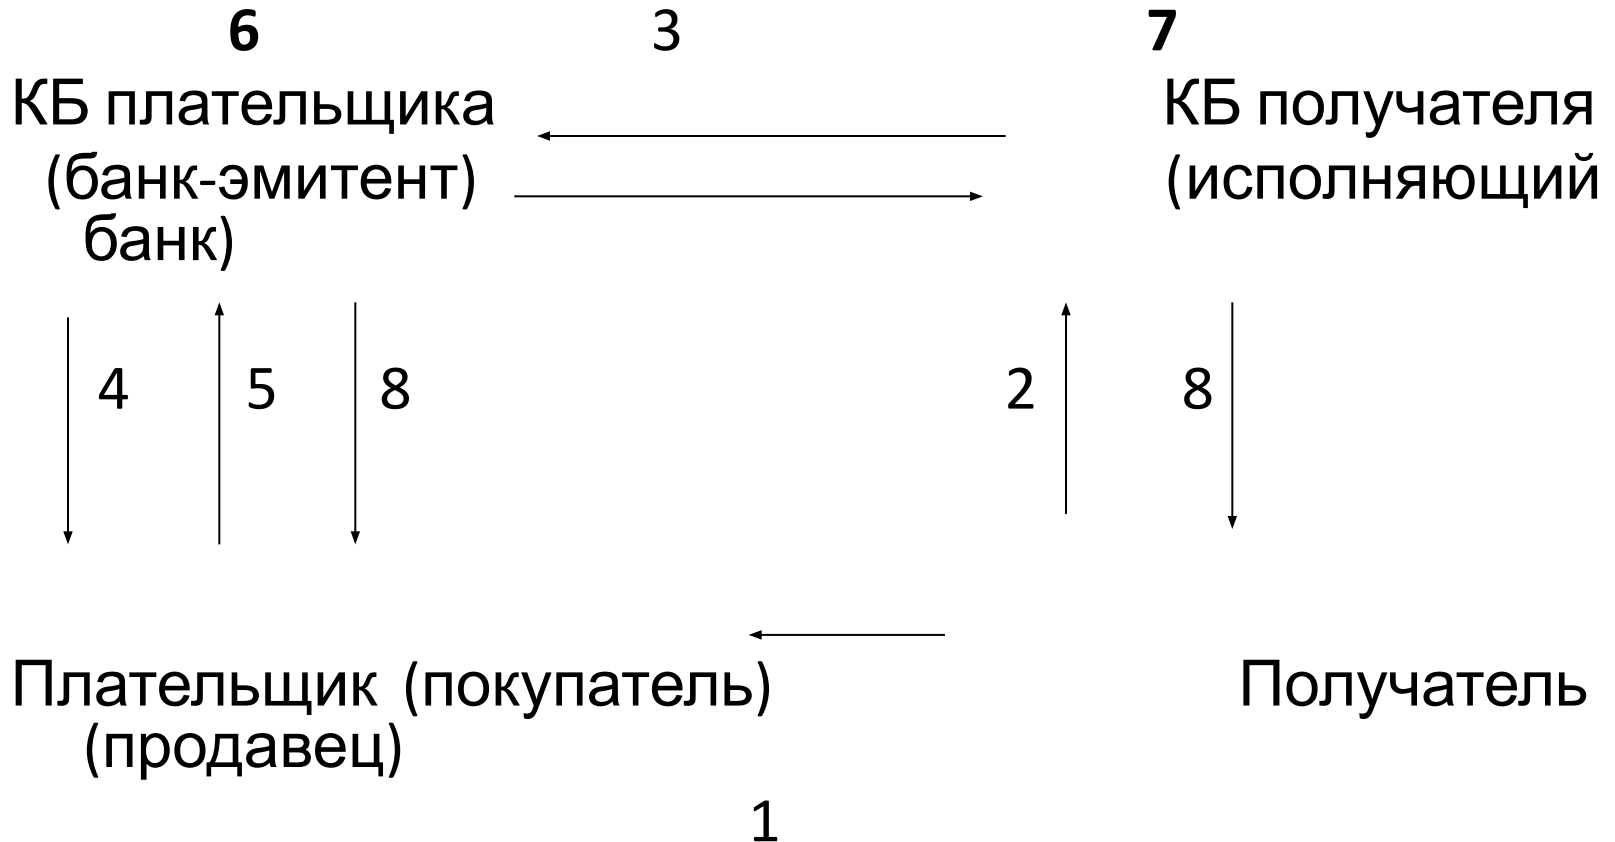 6 3 7
КБ плательщика КБ получателя
(банк-эмитент) (исполняющий
банк)
4 5 8 2 8
Плательщик (покупатель) Получатель
(продавец)
1